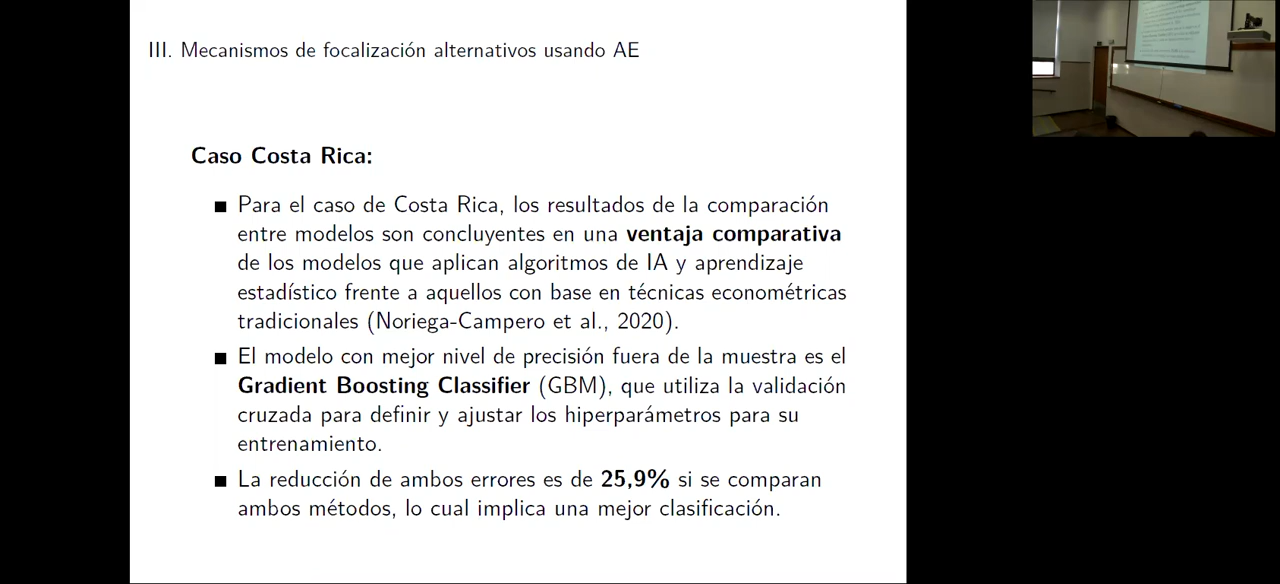 III. Mecanismos de focalización alternativos usando AE
Caso Costa Rica:
■ Para el caso de Costa Rica, los resultados de la comparación
entre modelos son concluyentes en una ventaja comparativa
de los modelos que aplican algoritmos de IA y aprendizaje
estadístico frente a aquellos con base en técnicas econométricas
tradicionales (Noriega-Campero et al., 2020).
■ El modelo con mejor nivel de precisión fuera de la muestra es el
Gradient Boosting Classifier (GBM), que utiliza la validación
cruzada para definir y ajustar los hiperparámetros para su
entrenamiento.
■ La reducción de ambos errores es de 25,9% si se comparan
ambos métodos, lo cual implica una mejor clasificación.